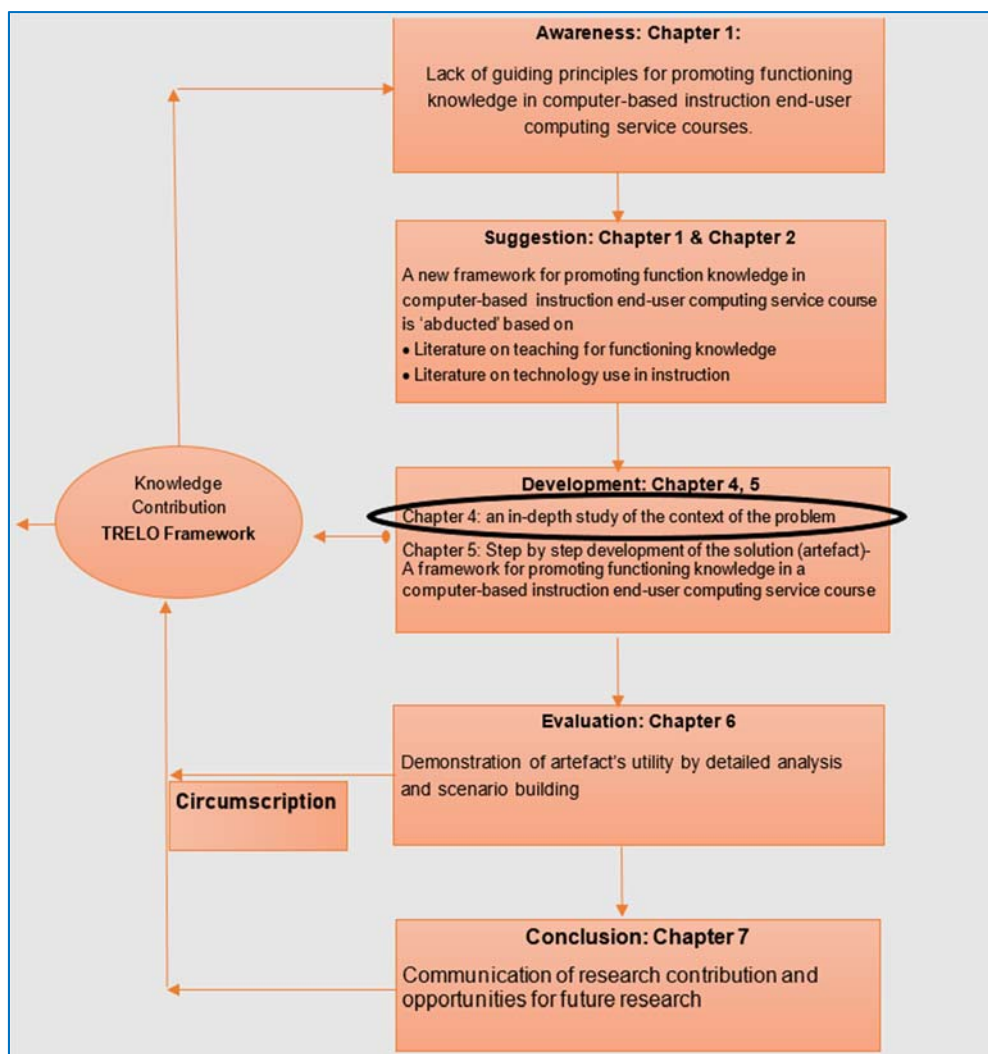 Awareness: Chapter 1:
Lack of guiding principles for promoting functioning
knowledge in computer-based instruction end-user
computing service courses.
Suggestion: Chapter 1 & Chapter 2
A new framework for promoting function knowledge in
computer-based instruction end-user computing service course
is ‘abducted’ based on
• Literature on teaching for functioning knowledge
• Literature on technology use in instruction
Knowledge
Contribution
TRELO Framework
Development: Chapter 4, 5
Chapter 4: an in-depth study of the context of the problem
Chapter 5: Step by step development of the solution (artefact)-
A framework for promoting functioning knowledge in a
computer-based instruction end-user computing service course
Evaluation: Chapter 6
Demonstration of artefact's utility by detailed analysis
and scenario building
Circumscription
Conclusion: Chapter 7
Communication of research contribution and
opportunities for future research